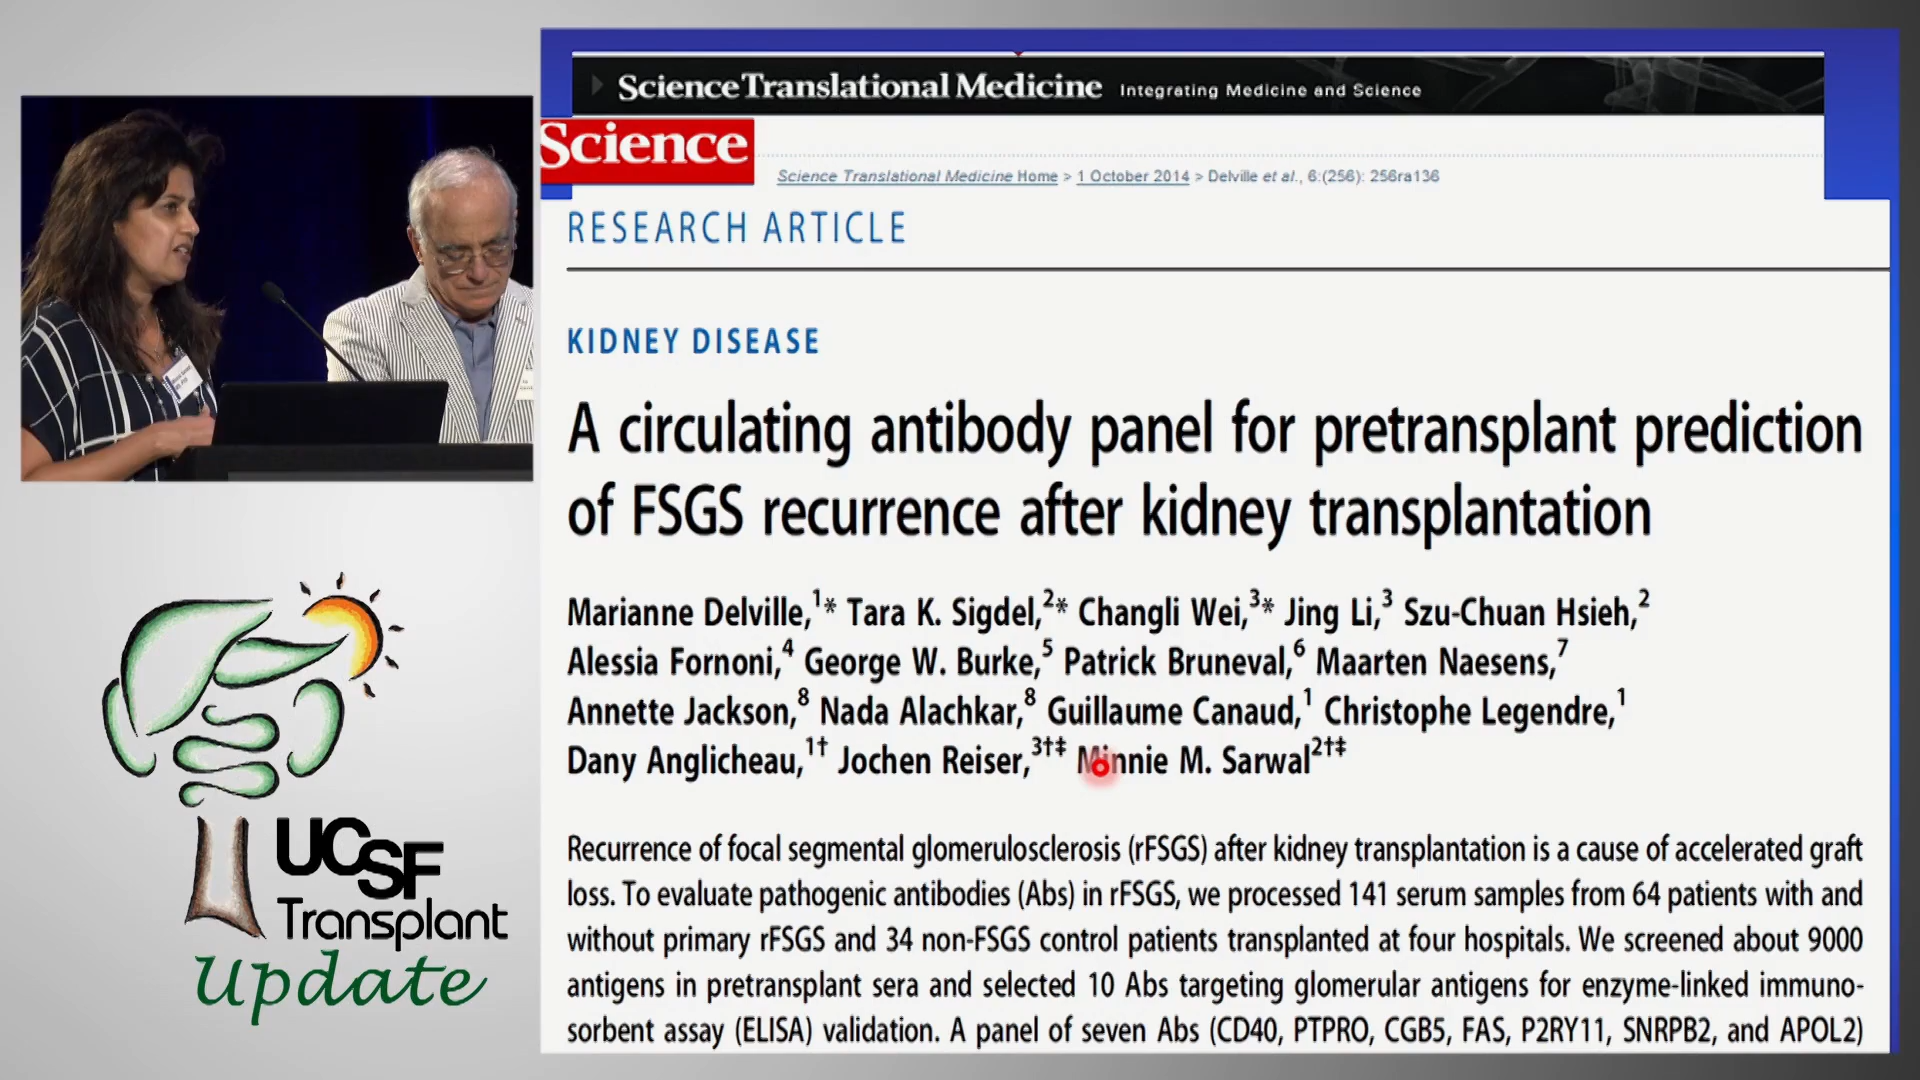 Science Translational Medicine Integrating Medicine and Science
Science
Science Translational Medicine Home > 1 October 2014 > Delville et al., 6:(256): 256ra136
RESEARCH ARTICLE
KIDNEY DISEASE
A circulating antibody panel for pretransplant prediction
of FSGS recurrence after kidney transplantation
Marianne Delville,1* Tara K. Sigdel,2* Changli Wei,3* Jing Li,3 Szu-Chuan Hsieh,2
Alessia Fornoni,4 George W. Burke,5 Patrick Bruneval,6 Maarten Naesens,7
Annette Jackson,8 Nada Alachkar,8 Guillaume Canaud,1 Christophe Legendre,1
Dany Anglicheau,1† Jochen Reiser,3†‡ Minnie M. Sarwal2†‡
Recurrence of focal segmental glomerulosclerosis (rFSGS) after kidney transplantation is a cause of accelerated graft
loss. To evaluate pathogenic antibodies (Abs) in rFSGS, we processed 141 serum samples from 64 patients with and
without primary rFSGS and 34 non-FSGS control patients transplanted at four hospitals. We screened about 9000
antigens in pretransplant sera and selected 10 Abs targeting glomerular antigens for enzyme-linked immuno-
sorbent assay (ELISA) validation. A panel of seven Abs (CD40, PTPRO, CGB5, FAS, P2RY11, SNRPB2, and APOL2)
UCSF
Transplant
Update